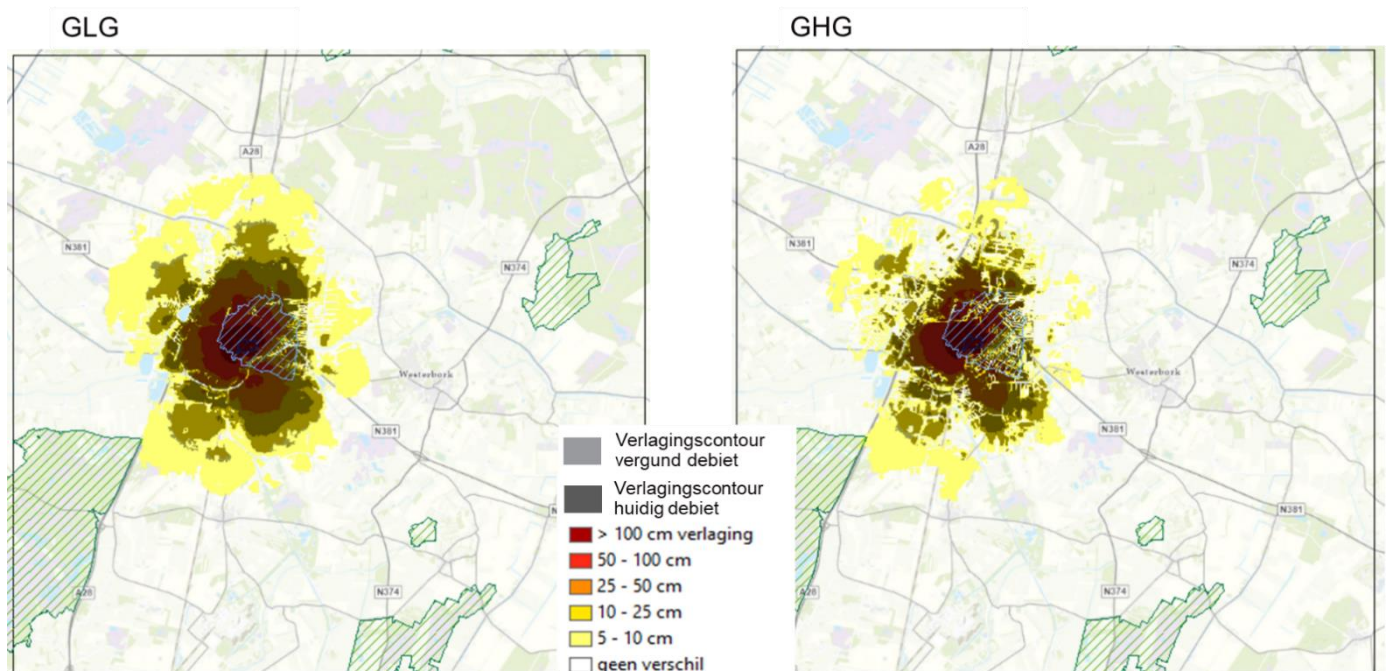 GLG
GHG
A28
N381
N374
Westerbork
N381
N381
A28
N374
A28
N381
N374
Westerbork
N381
N381
A28
N374
Verlagingscontour
vergund debiet
Verlagingscontour
huidig debiet
> 100 cm verlaging
50 - 100 cm
25 - 50 cm
10 - 25 cm
5 - 10 cm
geen verschil